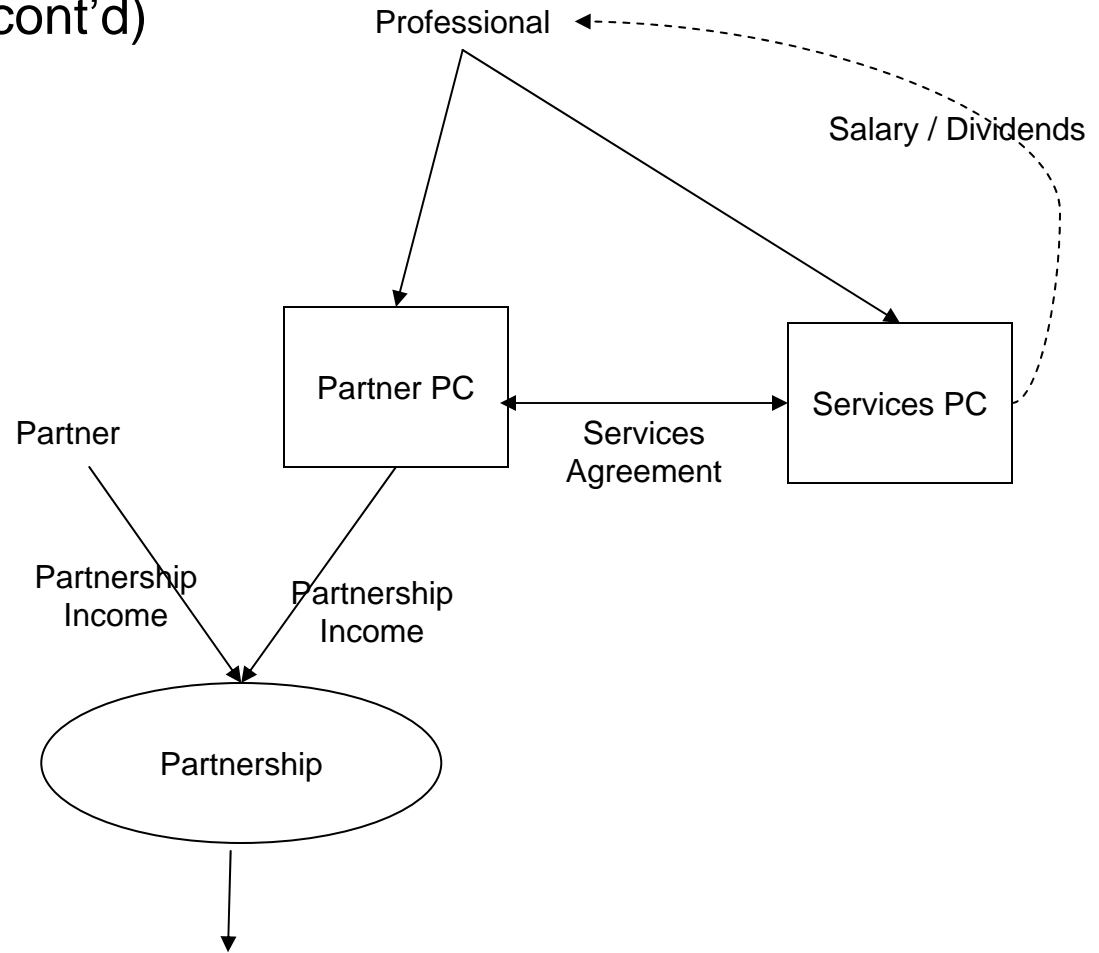 cont’d)
Professional
Salary / Dividends
Partner PC
Services PC
Partner
Services
Agreement
Partnership
Income
Partnership
Income
Partnership